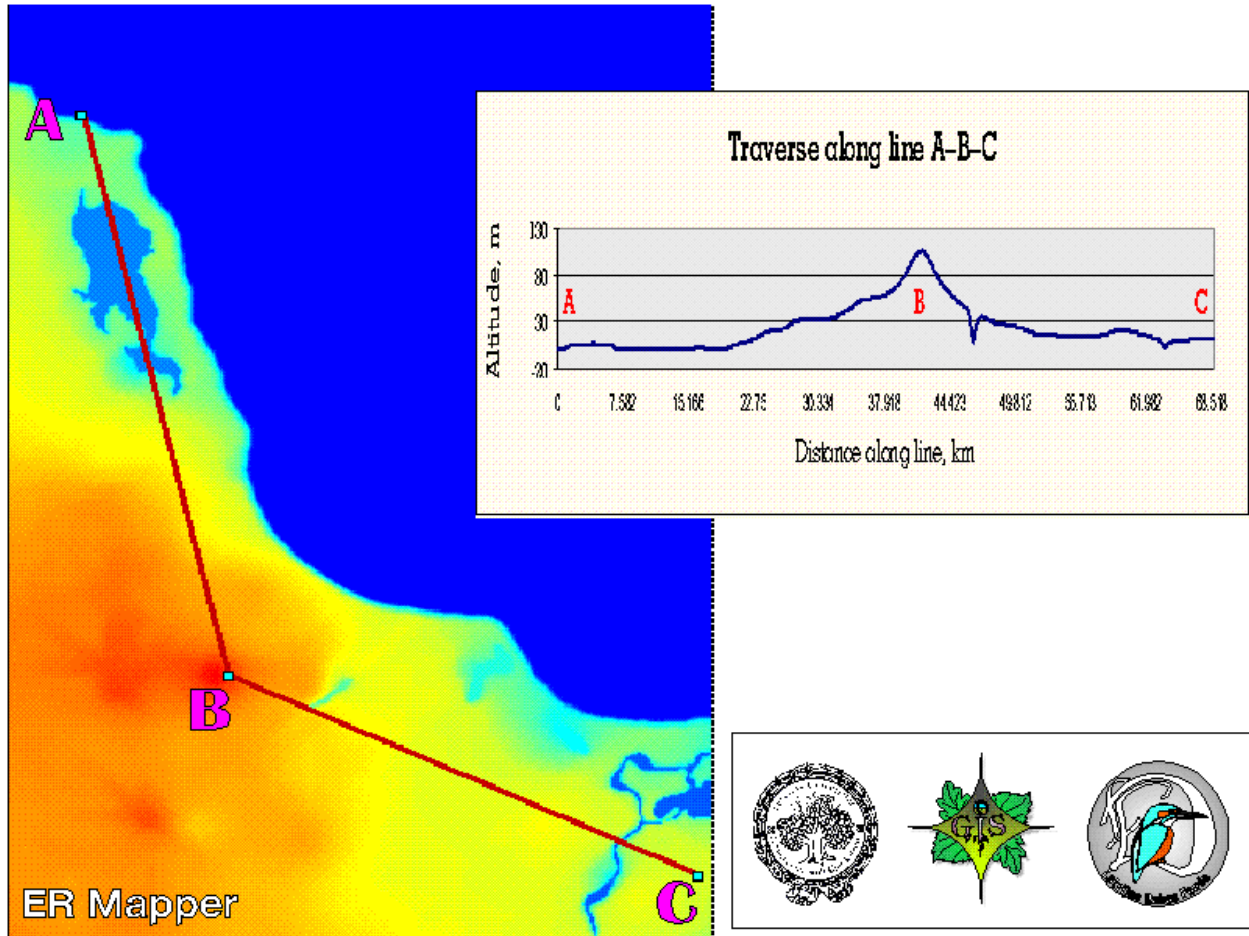 A
Traverse along line A-B-C
Altitude, m
130
80
30
-20
A
B
C
0
7.582
15.166
22.75
30.334
37.918
44.423
49.812
55.713
61.982
68.518
Distance along line, km
B
C
ER Mapper
GIS